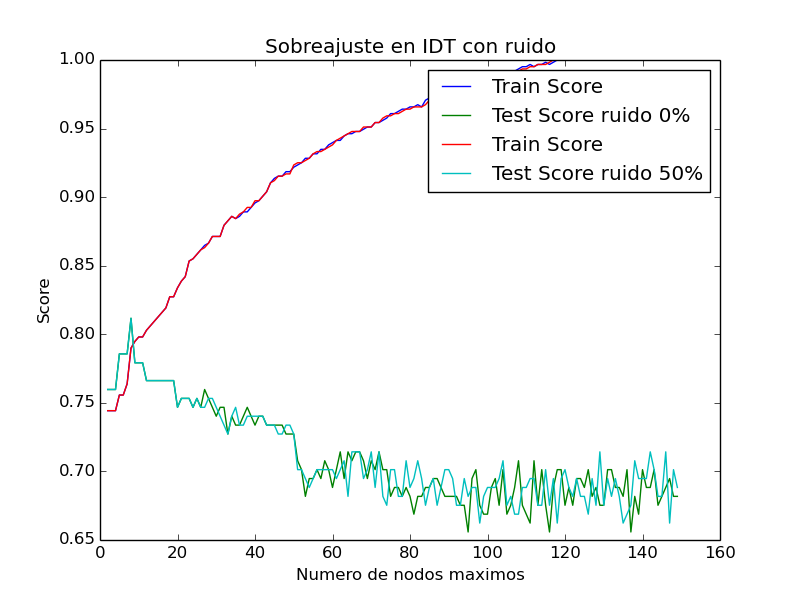 Sobreajuste en IDT con ruido
1.00
0.95
0.90
0.85
0.80
0.75
0.70
0.65
Score
Train Score
Test Score ruido 0%
Train Score
Test Score ruido 50%
0 20 40 60 80 100 120 140 160
Numero de nodos maximos